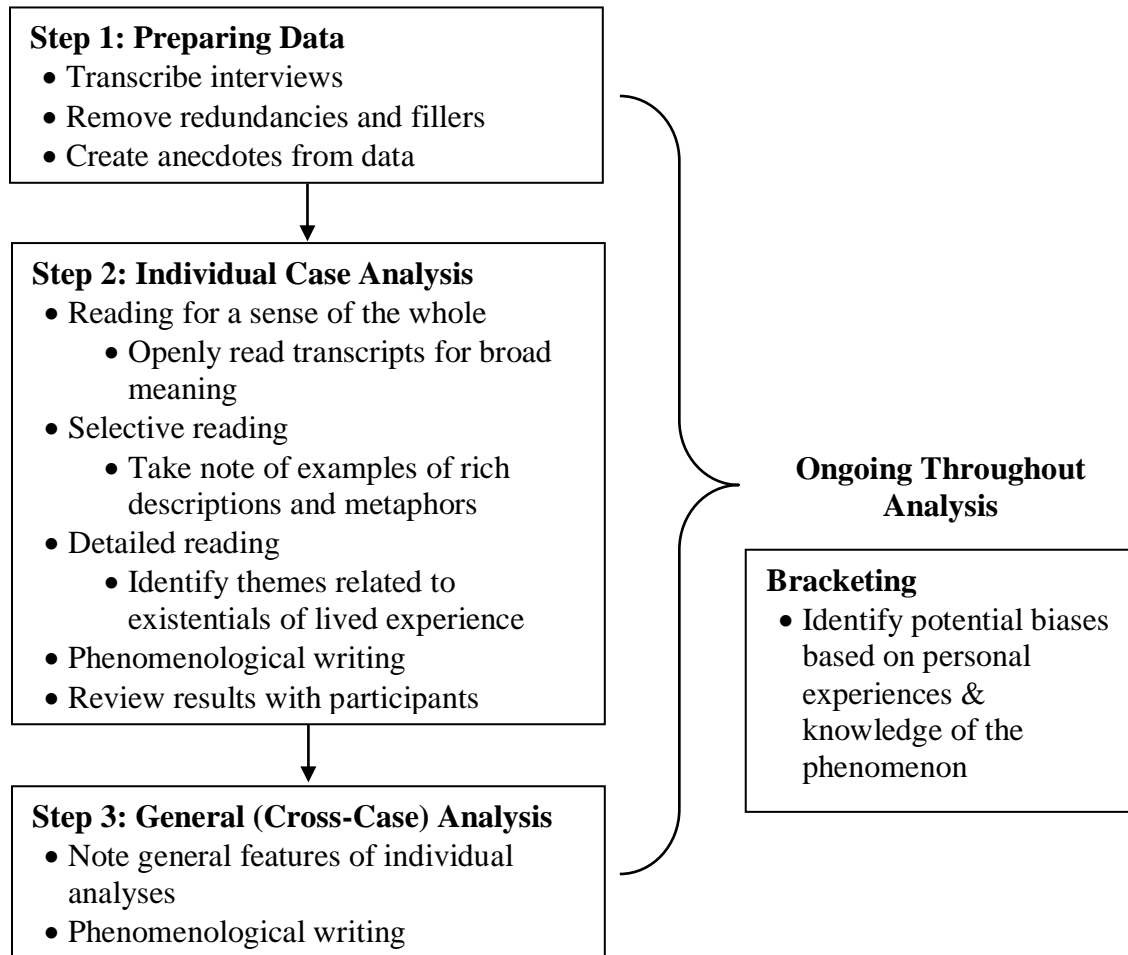 Step 1: Preparing Data
• Transcribe interviews
• Remove redundancies and fillers
• Create anecdotes from data
Step 2: Individual Case Analysis
• Reading for a sense of the whole
• Openly read transcripts for broad
meaning
• Selective reading
• Take note of examples of rich
descriptions and metaphors
• Detailed reading
• Identify themes related to
existentials of lived experience
• Phenomenological writing
• Review results with participants
Step 3: General (Cross-Case) Analysis
• Note general features of individual
analyses
• Phenomenological writing
Ongoing Throughout
Analysis
Bracketing
• Identify potential biases
based on personal
experiences &
knowledge of the
phenomenon